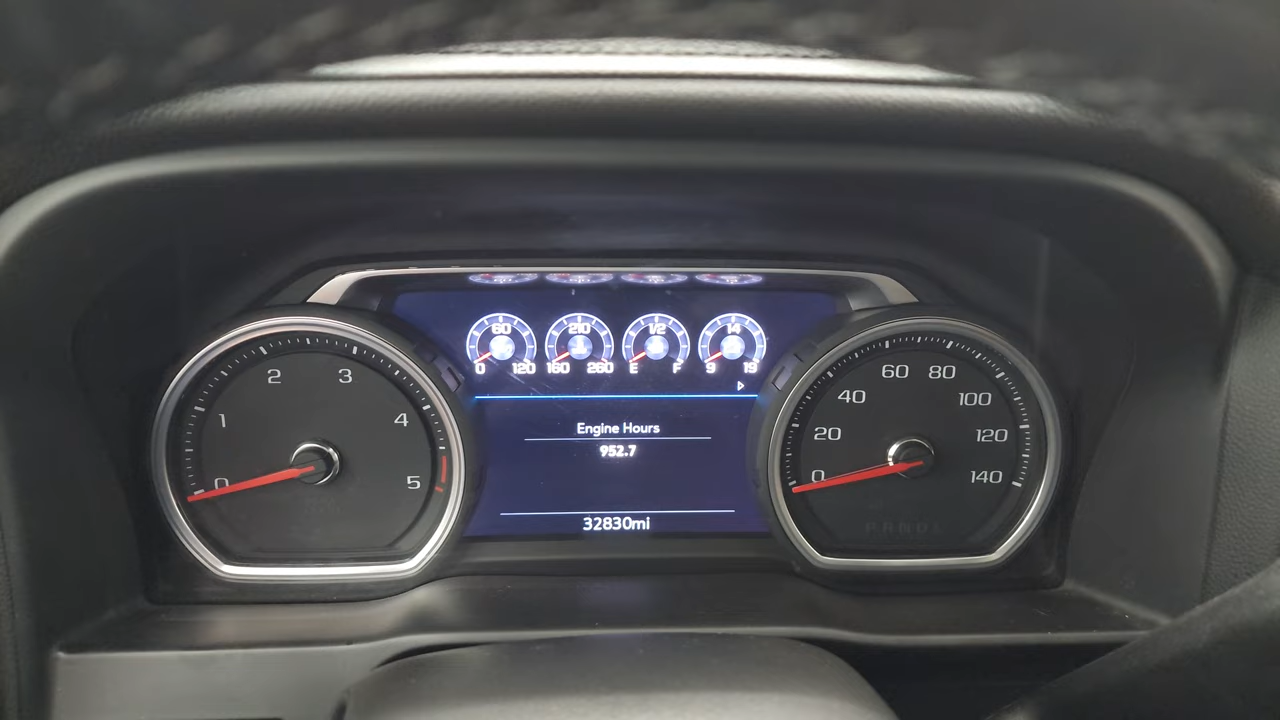 60 210 1/2 14
0 120 160 260 E F 9 19
Engine Hours
952.7
32830mi
0 1 2 3 4 5
0 20 40 60 80 100 120 140
PRNDL